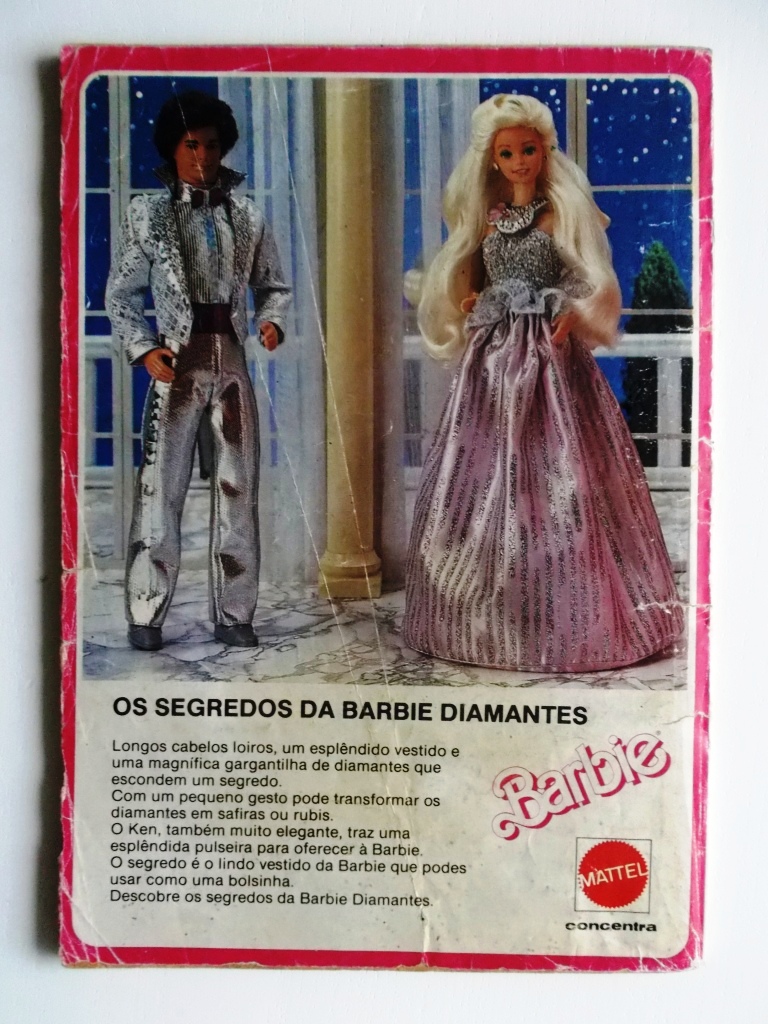 OS SEGREDOS DA BARBIE DIAMANTES
Longos cabelos loiros, um esplêndido vestido e
uma magnífica gargantilha de diamantes que
escondem um segredo.
Com um pequeno gesto pode transformar os
diamantes em safiras ou rubis.
O Ken, também muito elegante, traz uma
esplêndida pulseira para oferecer à Barbie.
O segredo é o lindo vestido da Barbie que podes
usar como uma bolsinha.
Descobre os segredos da Barbie Diamantes.
Barbie®
MATTEL
concentra